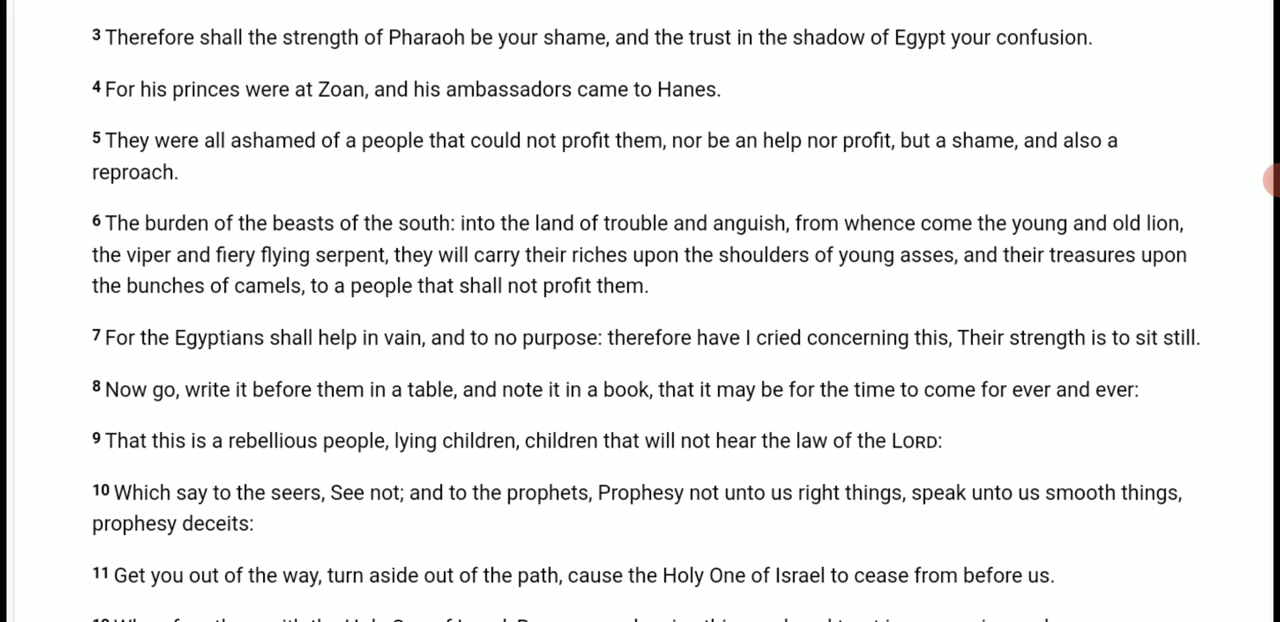 3 Therefore shall the strength of Pharaoh be your shame, and the trust in the shadow of Egypt your confusion.
4 For his princes were at Zoan, and his ambassadors came to Hanes.
5 They were all ashamed of a people that could not profit them, nor be an help nor profit, but a shame, and also a
reproach.
6 The burden of the beasts of the south: into the land of trouble and anguish, from whence come the young and old lion,
the viper and fiery flying serpent, they will carry their riches upon the shoulders of young asses, and their treasures upon
the bunches of camels, to a people that shall not profit them.
7 For the Egyptians shall help in vain, and to no purpose: therefore have I cried concerning this, Their strength is to sit still.
8 Now go, write it before them in a table, and note it in a book, that it may be for the time to come for ever and ever:
9 That this is a rebellious people, lying children, children that will not hear the law of the LORD:
10 Which say to the seers, See not; and to the prophets, Prophesy not unto us right things, speak unto us smooth things,
prophesy deceits:
11 Get you out of the way, turn aside out of the path, cause the Holy One of Israel to cease from before us.